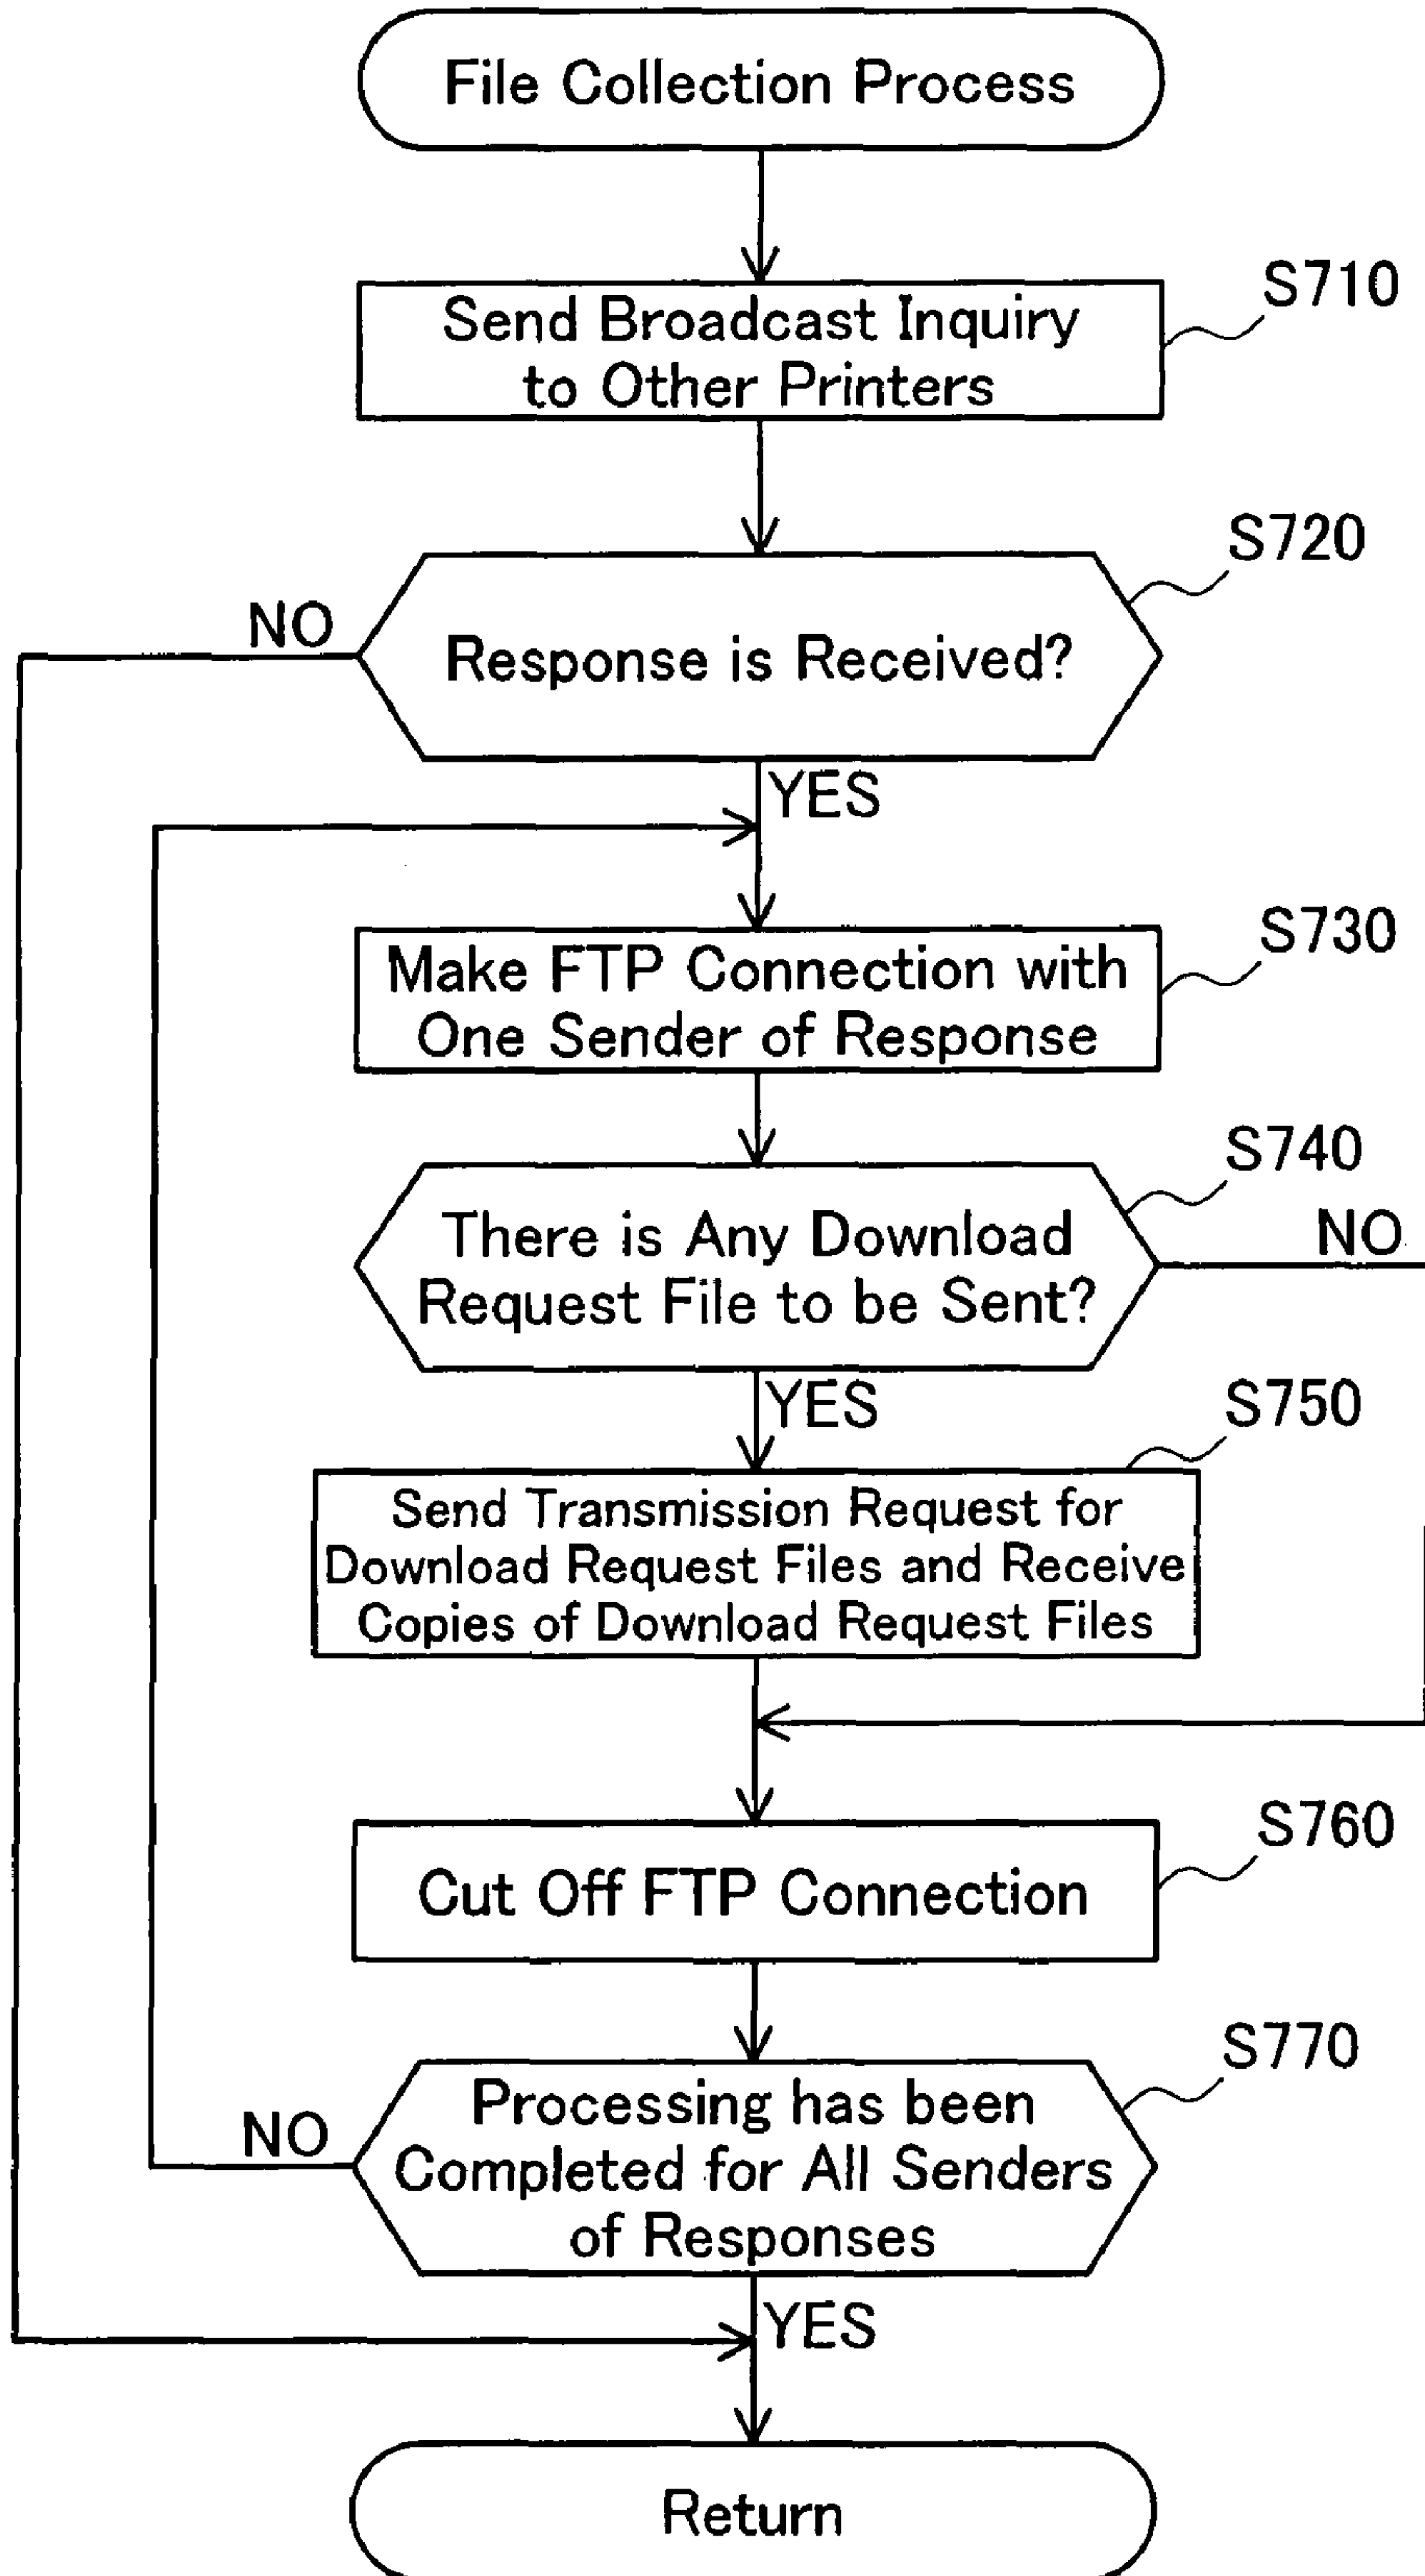 File Collection Process
S710
Send Broadcast Inquiry
to Other Printers
S720
NO
Response is Received?
YES
S730
Make FTP Connection with
One Sender of Response
S740
NO
There is Any Download
Request File to be Sent?
YES
S750
Send Transmission Request for
Download Request Files and Receive
Copies of Download Request Files
S760
Cut Off FTP Connection
S770
Processing has been
NO
Completed for All Senders
of Responses
YES
Return